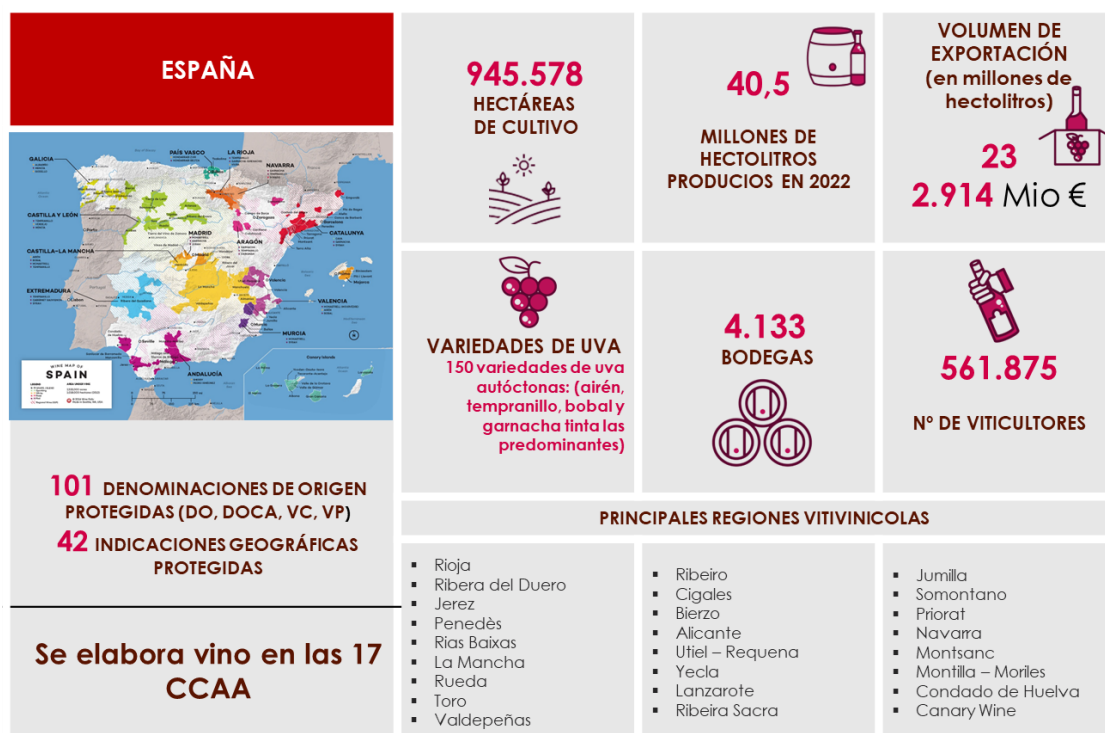 ESPAÑA
GALICIA
PAÍS VASCO
LA RIOJA
NAVARRA
CASTILLA Y LEÓN
MADRID
ARAGÓN
CATALUNYA
CASTILLA-LA MANCHA
EXTREMADURA
VALENCIA
MURCIA
ANDALUCÍA
WINE MAP OF
SPAIN
101 DENOMINACIONES DE ORIGEN
PROTEGIDAS (DO, DOCA, VC, VP)
42 INDICACIONES GEOGRÁFICAS
PROTEGIDAS
Se elabora vino en las 17
CCAA
945.578
HECTÁREAS
DE CULTIVO
40,5
MILLONES DE
HECTOLITROS
PRODUCIOS EN 2022
VOLUMEN DE
EXPORTACIÓN
(en millones de
hectolitros)
23
2.914 Mio €
VARIEDADES DE UVA
150 variedades de uva
autóctonas: (airén,
tempranillo, bobal y
garnacha tinta las
predominantes)
4.133
BODEGAS
561.875
Nº DE VITICULTORES
PRINCIPALES REGIONES VITIVINICOLAS
▪ Rioja
▪ Ribera del Duero
▪ Jerez
▪ Penedès
▪ Rias Baixas
▪ La Mancha
▪ Rueda
▪ Toro
▪ Valdepeñas
▪ Ribeiro
▪ Cigales
▪ Bierzo
▪ Alicante
▪ Utiel – Requena
▪ Yecla
▪ Lanzarote
▪ Ribeira Sacra
▪ Jumilla
▪ Somontano
▪ Priorat
▪ Navarra
▪ Montsanc
▪ Montilla – Moriles
▪ Condado de Huelva
▪ Canary Wine